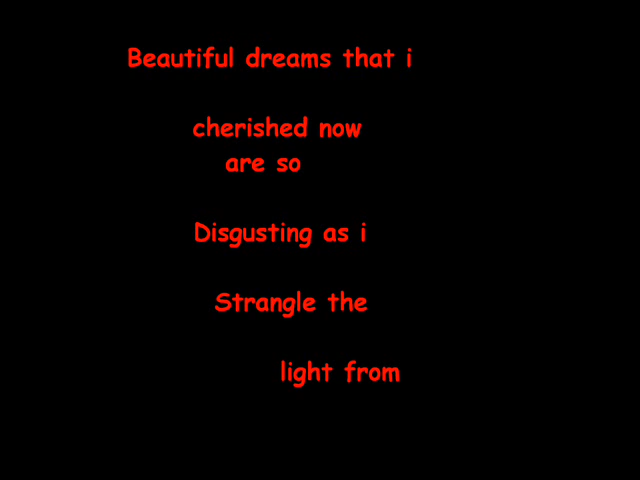 Beautiful dreams that i
cherished now
are so
Disgusting as i
Strangle the
light from